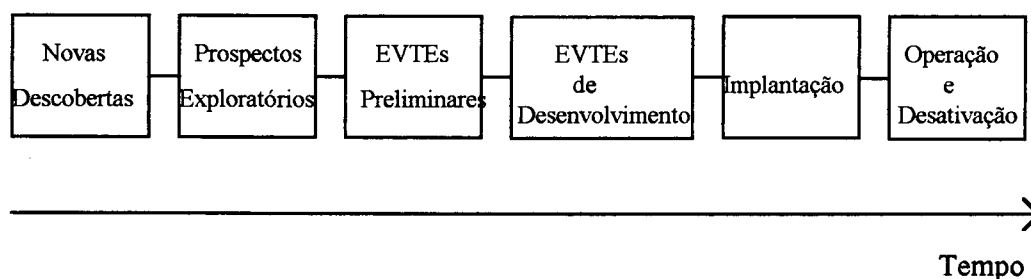 Novas
Descobertas
Prospectos
Exploratórios
EVTEs
Preliminares
EVTEs
de
Desenvolvimento
Implantação
Operação
e
Desativação
Tempo